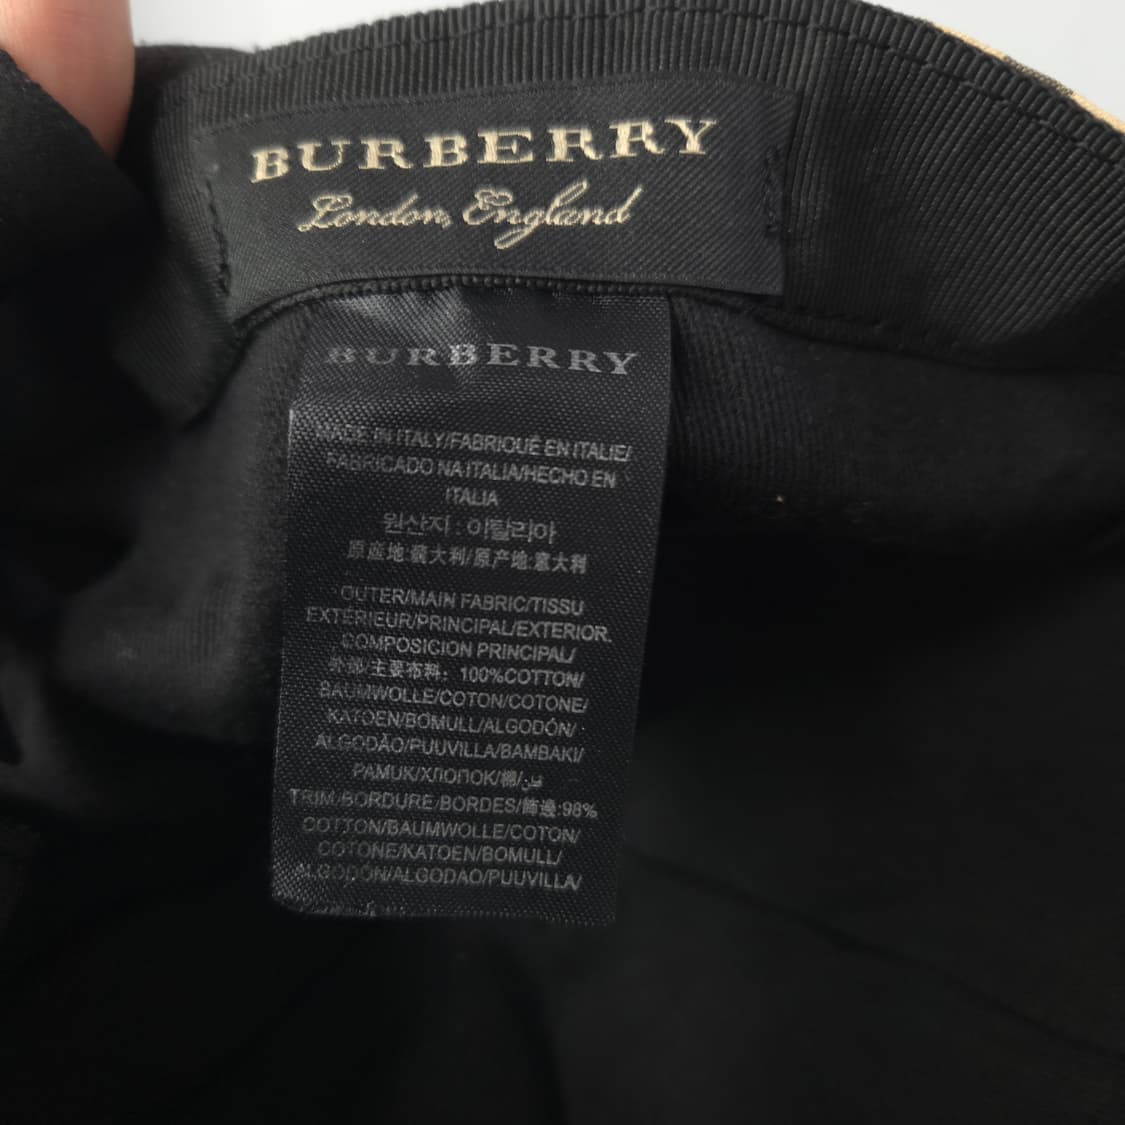 BURBERRY
London, England
BURBERRY
MADE IN ITALY/FABRIQUÉ EN ITALIE/
FABRICADO NA ITALIA/HECHO EN
ITALIA
원산지 : 이탈리아
原産地:義大利/原产地:意大利
OUTER/MAIN FABRIC/TISSU
EXTÉRIEUR/PRINCIPAL/EXTERIOR.
COMPOSICION PRINCIPAL/
外部/主要布料: 100%COTTON/
BAUMWOLLE/COTON/COTONE/
KATOEN/BOMULL/ALGODÓN/
ALGODÃO/PUUVILLA/BAMBAKI/
PAMUK/ХЛОПОК/棉/
TRIM/BORDURE/BORDES/飾邊:98%
COTTON/BAUMWOLLE/COTON/
COTONE/KATOEN/BOMULL/
ALGODÓN/ALGODAO/PUUVILLA/